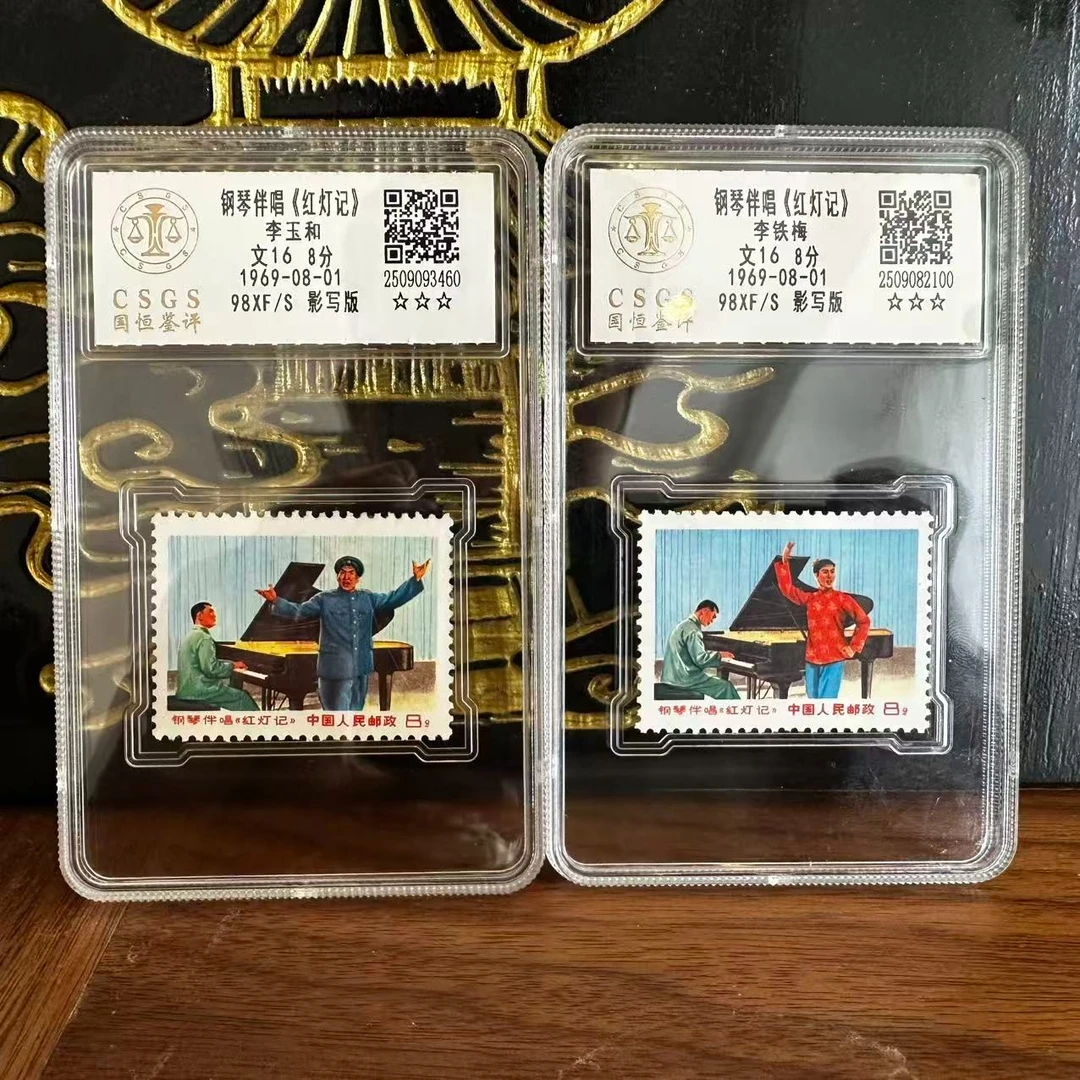 CSGS
CSGS
CSGS
国恒鉴评
钢琴伴唱《红灯记》
李玉和
文16 8分
1969-08-01
98XF/S 影写版
2509093460
☆☆☆
CSGS
CSGS
CSGS
国恒鉴评
钢琴伴唱《红灯记》
李铁梅
文16 8分
1969-08-01
98XF/S 影写版
2509082100
☆☆☆
钢琴伴唱《红灯记》 中国人民邮政 8分
钢琴伴唱《红灯记》 中国人民邮政 8分